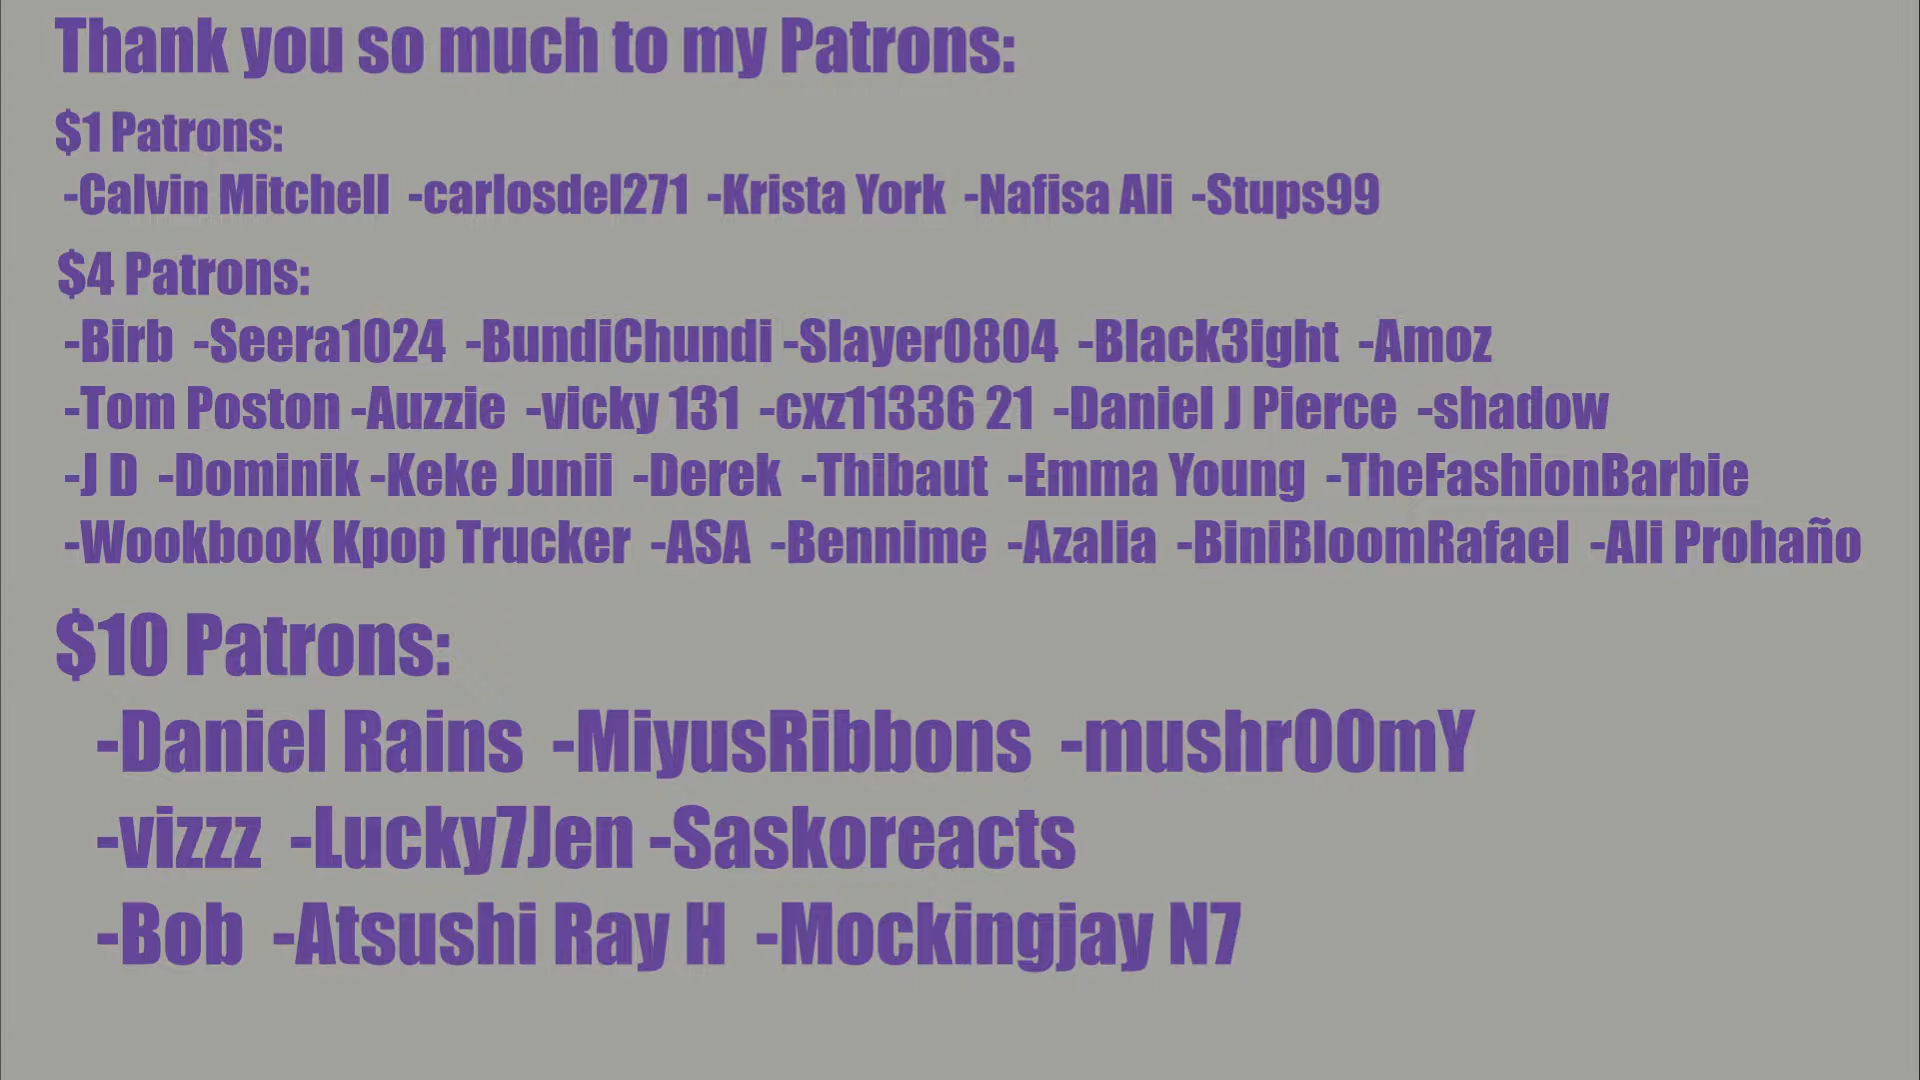 Thank you so much to my Patrons:
$1 Patrons:
-Calvin Mitchell -carlosdel271 -Krista York -Nafisa Ali -Stups99
$4 Patrons:
-Birb -Seera1024 -BundiChundi -Slayer0804 -Black3ight -Amoz
-Tom Poston -Auzzie -vicky 131 -cxz11336 21 -Daniel J Pierce -shadow
-J D -Dominik -Keke Junii -Derek -Thibaut -Emma Young -TheFashionBarbie
-WookbooK Kpop Trucker -ASA -Bennime -Azalia -BiniBloomRafael -Ali Prohaño
$10 Patrons:
-Daniel Rains -MiyusRibbons -mushr00mY
-vizzz -Lucky7Jen -Saskoreacts
-Bob -Atsushi Ray H -Mockingjay N7